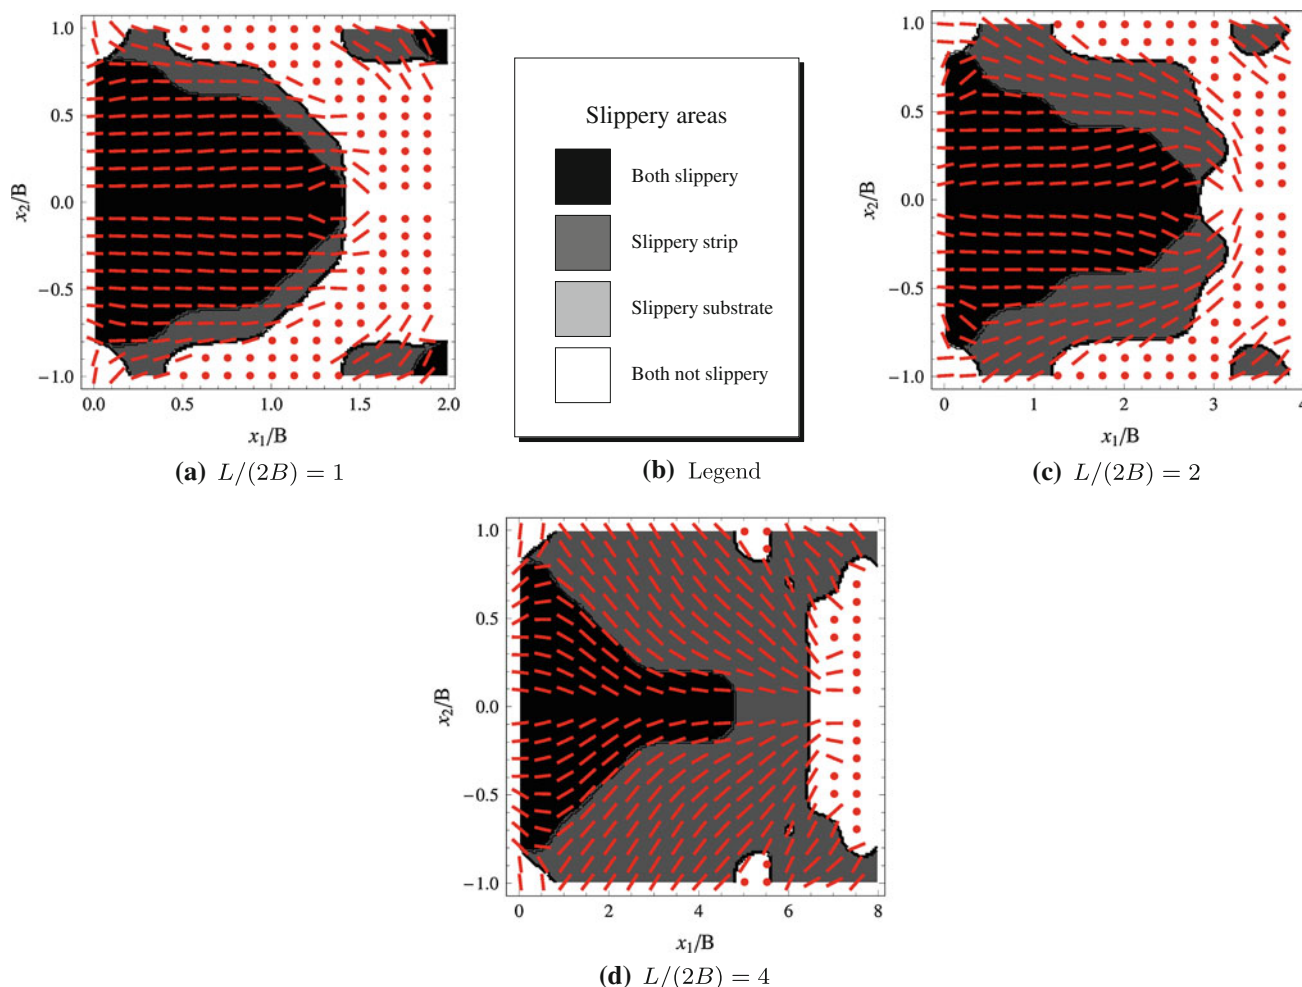 1.0
0.5
0.0
−0.5
−1.0
x₂/B
0.0 0.5 1.0 1.5 2.0
x₁/B
(a) L/(2B) = 1
Slippery areas
Both slippery
Slippery strip
Slippery substrate
Both not slippery
(b) Legend
1.0
0.5
0.0
−0.5
−1.0
x₂/B
0 1 2 3 4
x₁/B
(c) L/(2B) = 2
1.0
0.5
0.0
−0.5
−1.0
x₂/B
0 2 4 6 8
x₁/B
(d) L/(2B) = 4